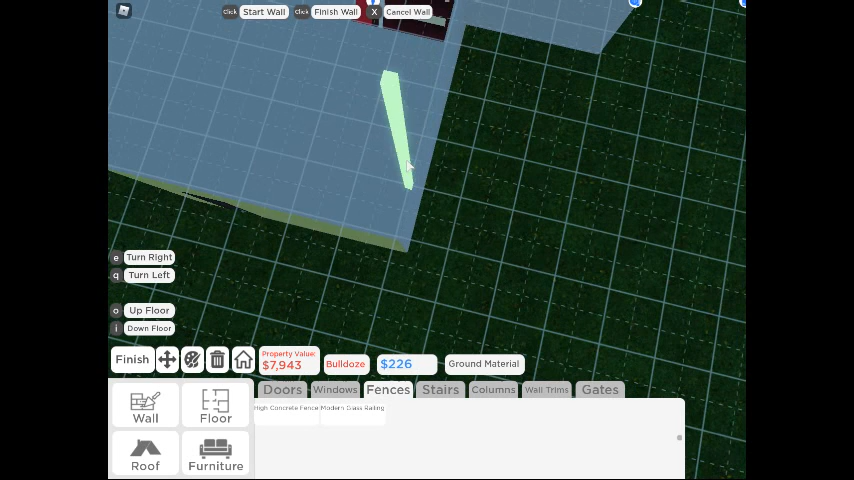 Click Start Wall Click Finish Wall X Cancel Wall
e Turn Right
q Turn Left
o Up Floor
i Down Floor
Finish Property Value: $7,943 Bulldoze $226 Ground Material
Doors Windows Fences Stairs Columns Wall Trims Gates
High Concrete Fence Modern Glass Railing
Wall Floor
Roof Furniture